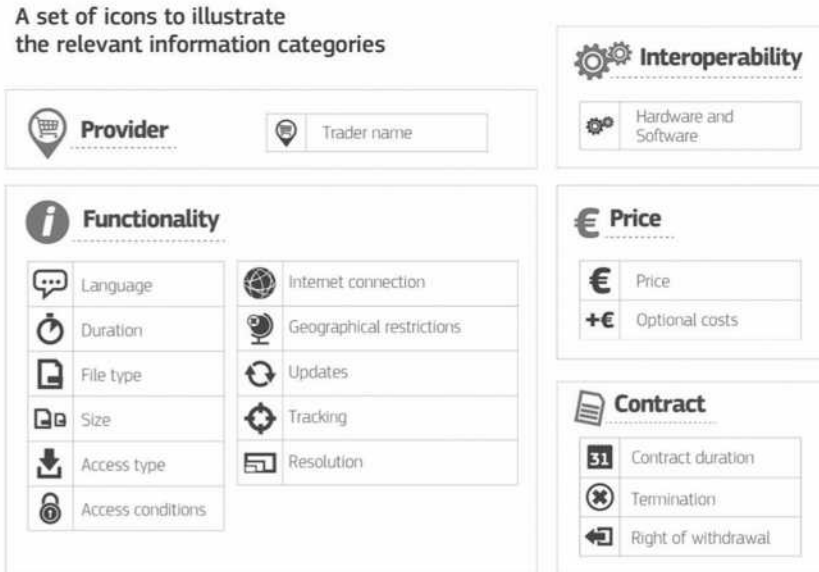 A set of icons to illustrate
the relevant information categories
Provider
Trader name
Functionality
Language
Duration
File type
Size
Access type
Access conditions
Internet connection
Geographical restrictions
Updates
Tracking
Resolution
Interoperability
Hardware and
Software
€ Price
€ Price
+€ Optional costs
Contract
31 Contract duration
Termination
Right of withdrawal